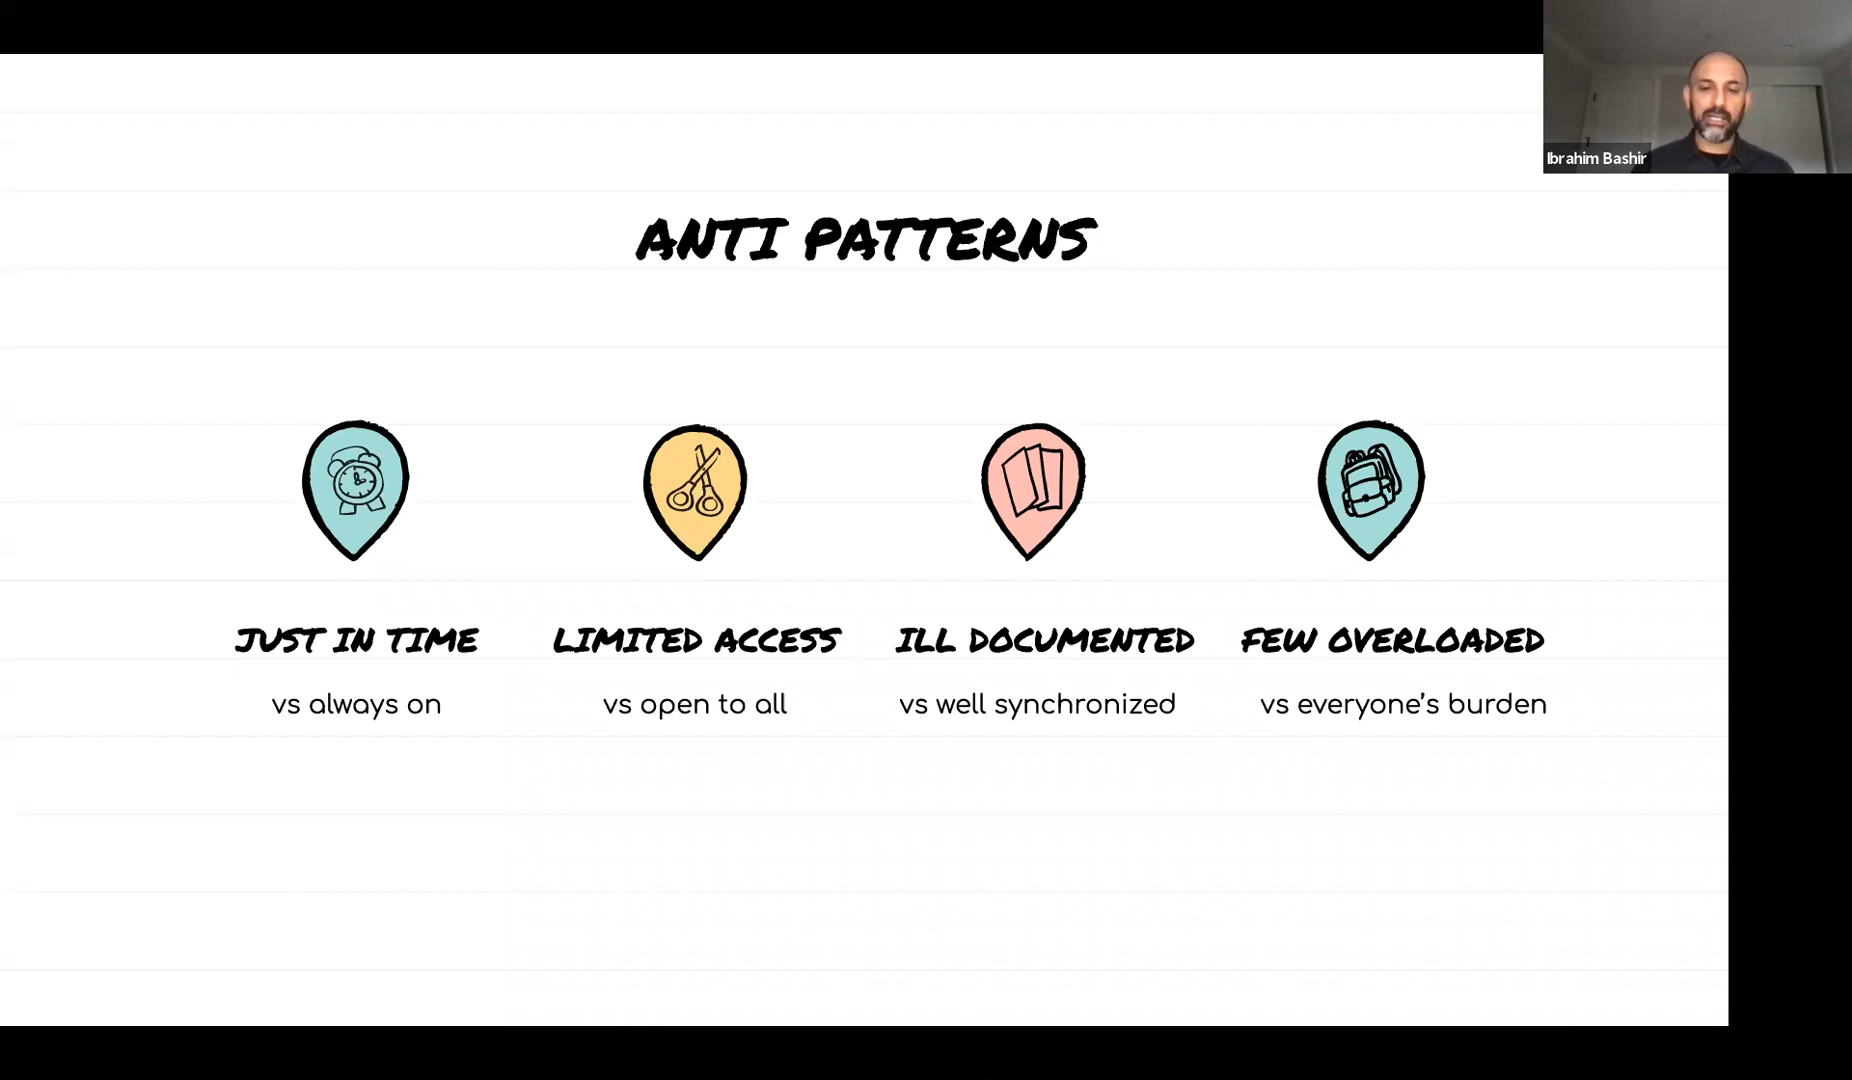 Ibrahim Bashir
ANTI PATTERNS
JUST IN TIME
vs always on
LIMITED ACCESS
vs open to all
ILL DOCUMENTED
vs well synchronized
FEW OVERLOADED
vs everyone’s burden